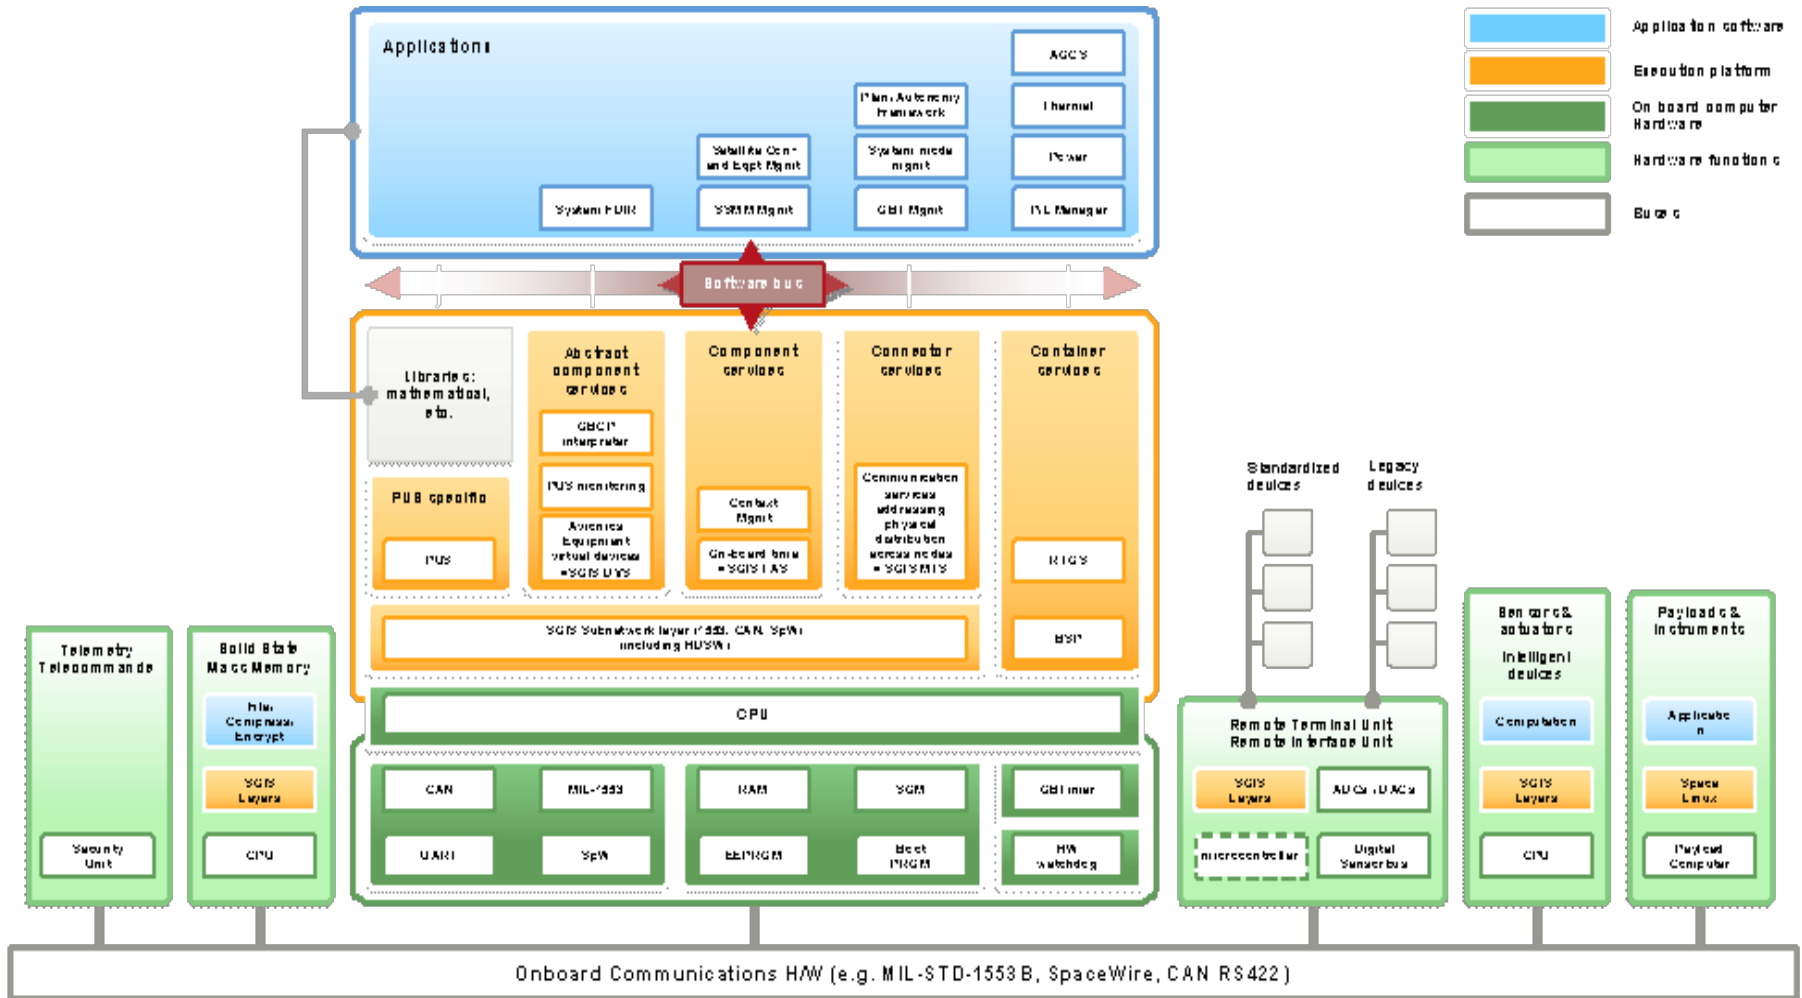 Applications
AOCS
Thermal
Power
P/L Manager
Plan/Autonomy
Framework
System mode
mgmt
OBT Mgmt
Satellite Conf
and Eqpt Mgmt
SSMM Mgmt
System FDIR
Application software
Execution platform
On board computer
Hardware
Hardware functions
Buses
Software bus
Libraries:
mathematical,
etc.
PUS specific
PUS
Abstract
component
services
OBCP
interpreter
PUS monitoring
Avionics
Equipment
virtual devices
=SOIS DVS
Component
services
Context
Mgmt
On-board time
= SOIS TAS
Connector
services
Communication
services
addressing
physical
distribution
across nodes
= SOIS MTS
Container
services
RTOS
BSP
SOIS Subnetwork layer (1553, CAN, SpW)
(including HDSW)
CPU
CAN
MIL-1553
RAM
SGM
UART
SpW
EEPROM
Boot
PROM
OBTimer
HW
watchdog
Telemetry
Telecommands
Security
Unit
Solid State
Mass Memory
File/
Compress/
Encrypt
SOIS
Layers
CPU
Standardized
devices
Legacy
devices
Remote Terminal Unit
Remote Interface Unit
SOIS
Layers
ADCs / DACs
microcontroller
Digital
Sensor bus
Sensors &
actuators
Intelligent
devices
Computation
SOIS
Layers
CPU
Payloads &
instruments
Applicatio
n
Space
Linux
Payload
Computer
Onboard Communications H/W (e.g. MIL-STD-1553B, SpaceWire, CAN RS422)